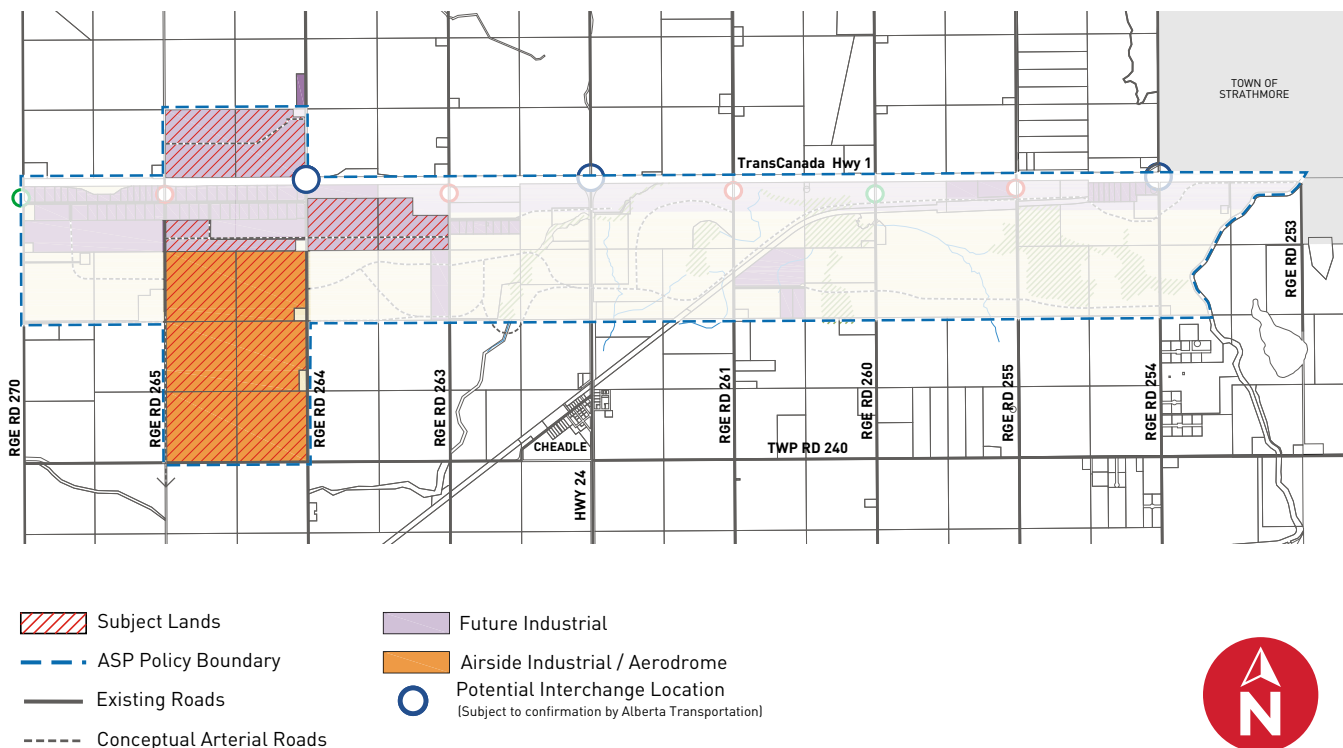 TOWN OF
STRATHMORE
TransCanada Hwy 1
RGE RD 270
RGE RD 265
RGE RD 264
RGE RD 263
HWY 24
RGE RD 261
RGE RD 260
RGE RD 255
RGE RD 254
RGE RD 253
CHEADLE
TWP RD 240
Subject Lands
ASP Policy Boundary
Existing Roads
Conceptual Arterial Roads
Future Industrial
Airside Industrial / Aerodrome
Potential Interchange Location
(Subject to confirmation by Alberta Transportation)
N